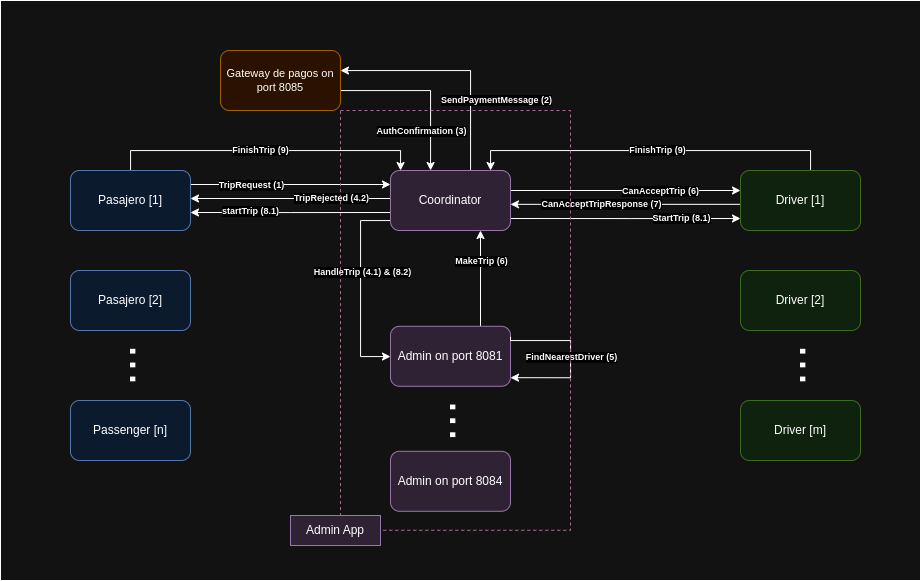 Gateway de pagos on
port 8085
SendPaymentMessage (2)
AuthConfirmation (3)
FinishTrip (9)
FinishTrip (9)
Pasajero [1]
TripRequest (1)
TripRejected (4.2)
startTrip (8.1)
Coordinator
CanAcceptTrip (6)
CanAcceptTripResponse (7)
StartTrip (8.1)
Driver [1]
HandleTrip (4.1) & (8.2)
MakeTrip (6)
Pasajero [2]
Driver [2]
Admin on port 8081
FindNearestDriver (5)
Passenger [n]
Driver [m]
Admin on port 8084
Admin App